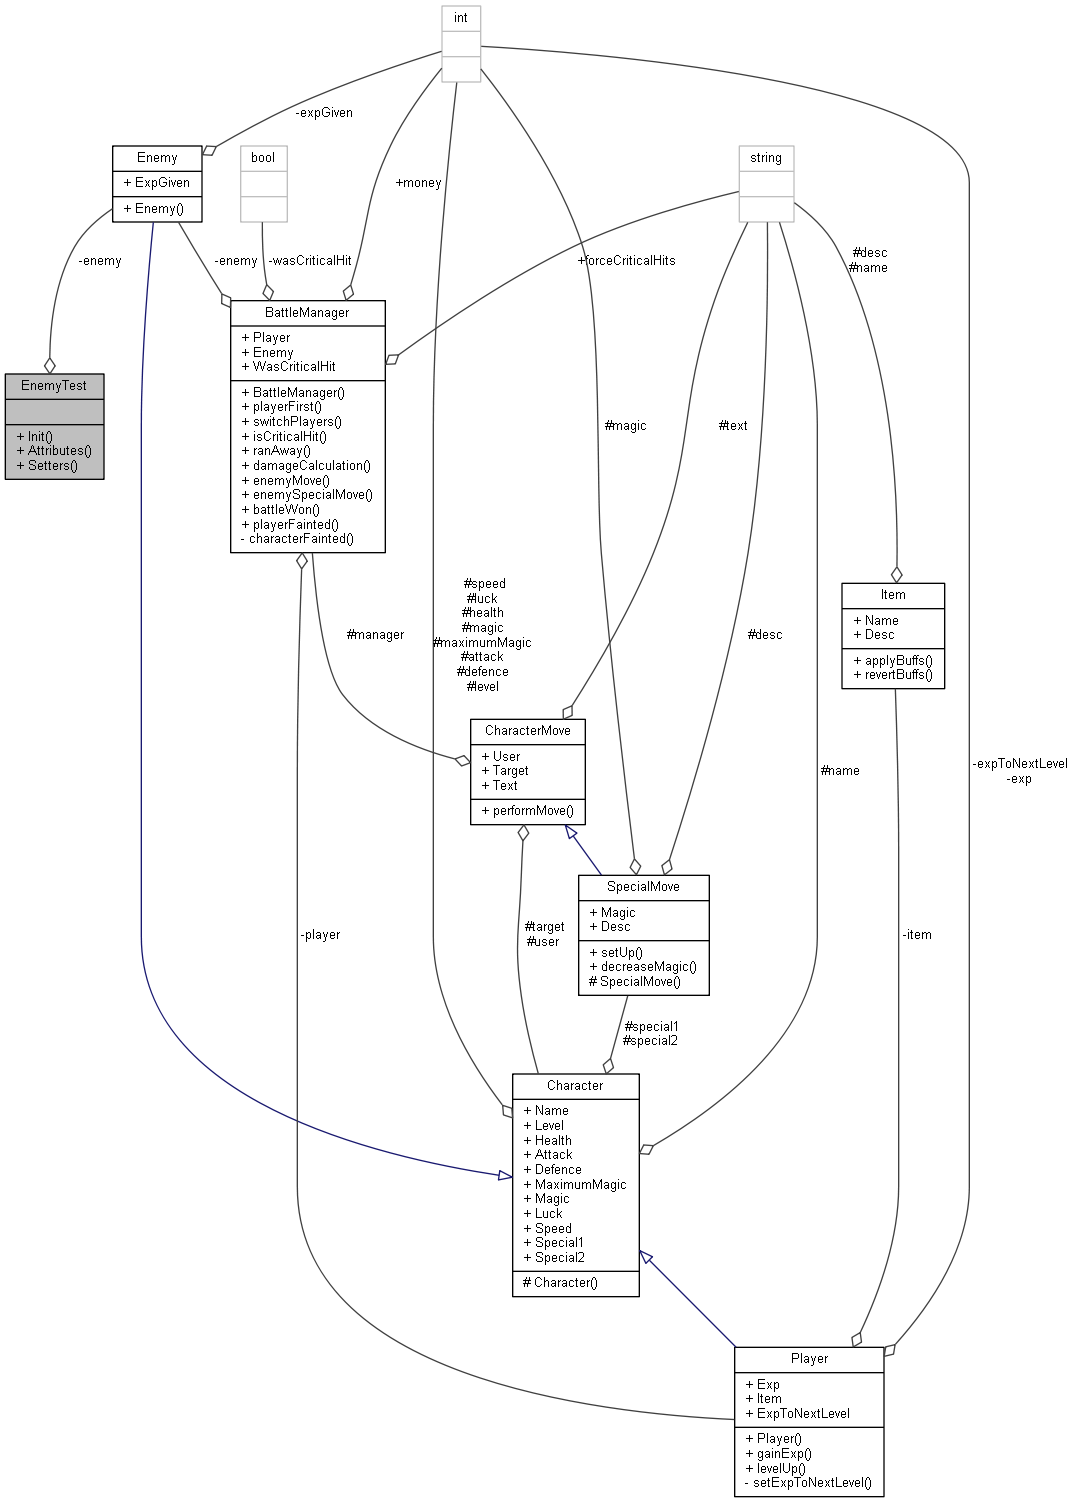 int
-expGiven
Enemy
+ ExpGiven
+ Enemy()
bool
string
+money
-enemy
-enemy
-wasCriticalHit
+forceCriticalHits
#desc
#name
BattleManager
+ Player
+ Enemy
+ WasCriticalHit
+ BattleManager()
+ playerFirst()
+ switchPlayers()
+ isCriticalHit()
+ ranAway()
+ damageCalculation()
+ enemyMove()
+ enemySpecialMove()
+ battleWon()
+ playerFainted()
- characterFainted()
EnemyTest
+ Init()
+ Attributes()
+ Setters()
#magic
#text
#speed
#luck
#health
#magic
#maximumMagic
#attack
#defence
#level
#manager
#desc
Item
+ Name
+ Desc
+ applyBuffs()
+ revertBuffs()
CharacterMove
+ User
+ Target
+ Text
+ performMove()
#name
-expToNextLevel
-exp
SpecialMove
+ Magic
+ Desc
+ setUp()
+ decreaseMagic()
# SpecialMove()
-player
#target
#user
-item
#special1
#special2
Character
+ Name
+ Level
+ Health
+ Attack
+ Defence
+ MaximumMagic
+ Magic
+ Luck
+ Speed
+ Special1
+ Special2
# Character()
Player
+ Exp
+ Item
+ ExpToNextLevel
+ Player()
+ gainExp()
+ levelUp()
- setExpToNextLevel()